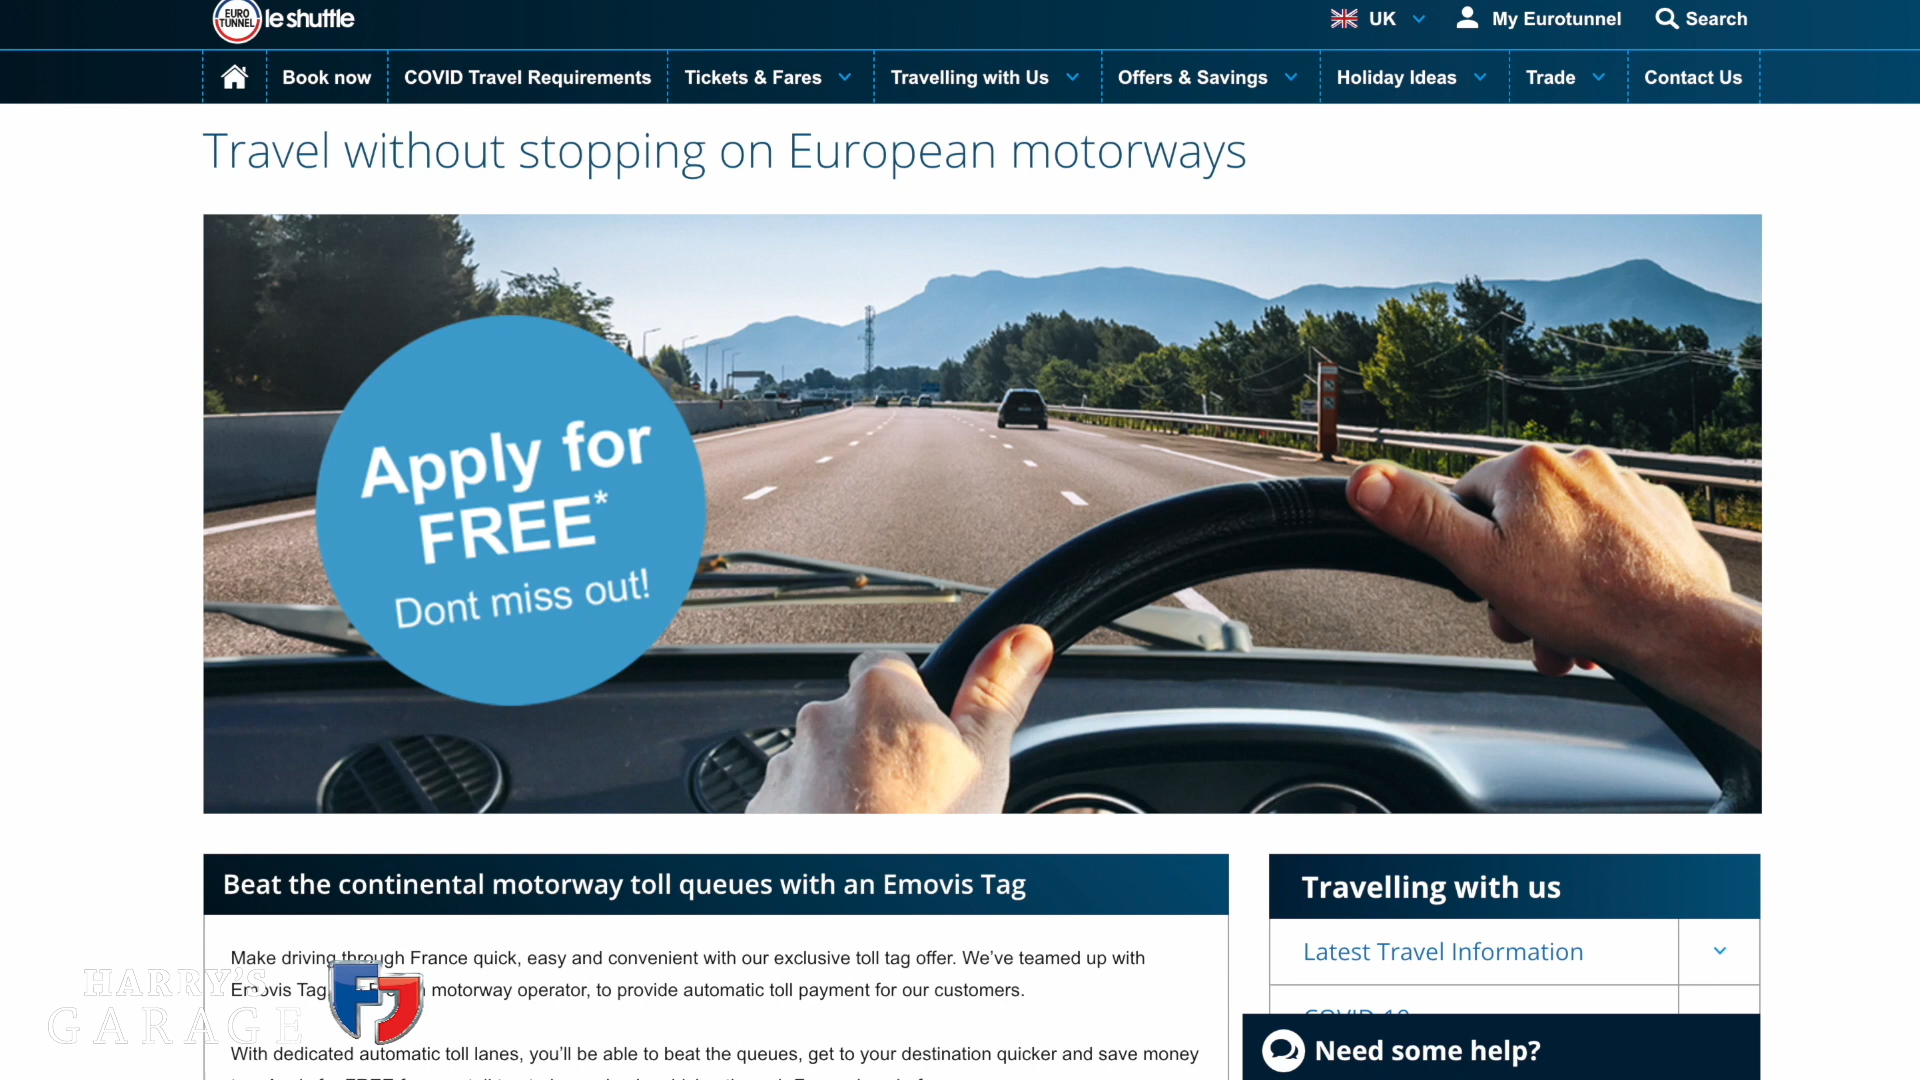 EURO
TUNNEL
le shuttle
UK
My Eurotunnel
Search
Book now
COVID Travel Requirements
Tickets & Fares
Travelling with Us
Offers & Savings
Holiday Ideas
Trade
Contact Us
Travel without stopping on European motorways
Apply for
FREE*
Dont miss out!
Beat the continental motorway toll queues with an Emovis Tag
Make driving through France quick, easy and convenient with our exclusive toll tag offer. We've teamed up with
Emovis Tag, motorway operator, to provide automatic toll payment for our customers.
With dedicated automatic toll lanes, you'll be able to beat the queues, get to your destination quicker and save money
Travelling with us
Latest Travel Information
COVID-19
Need some help?
HARRY'S
GARAGE